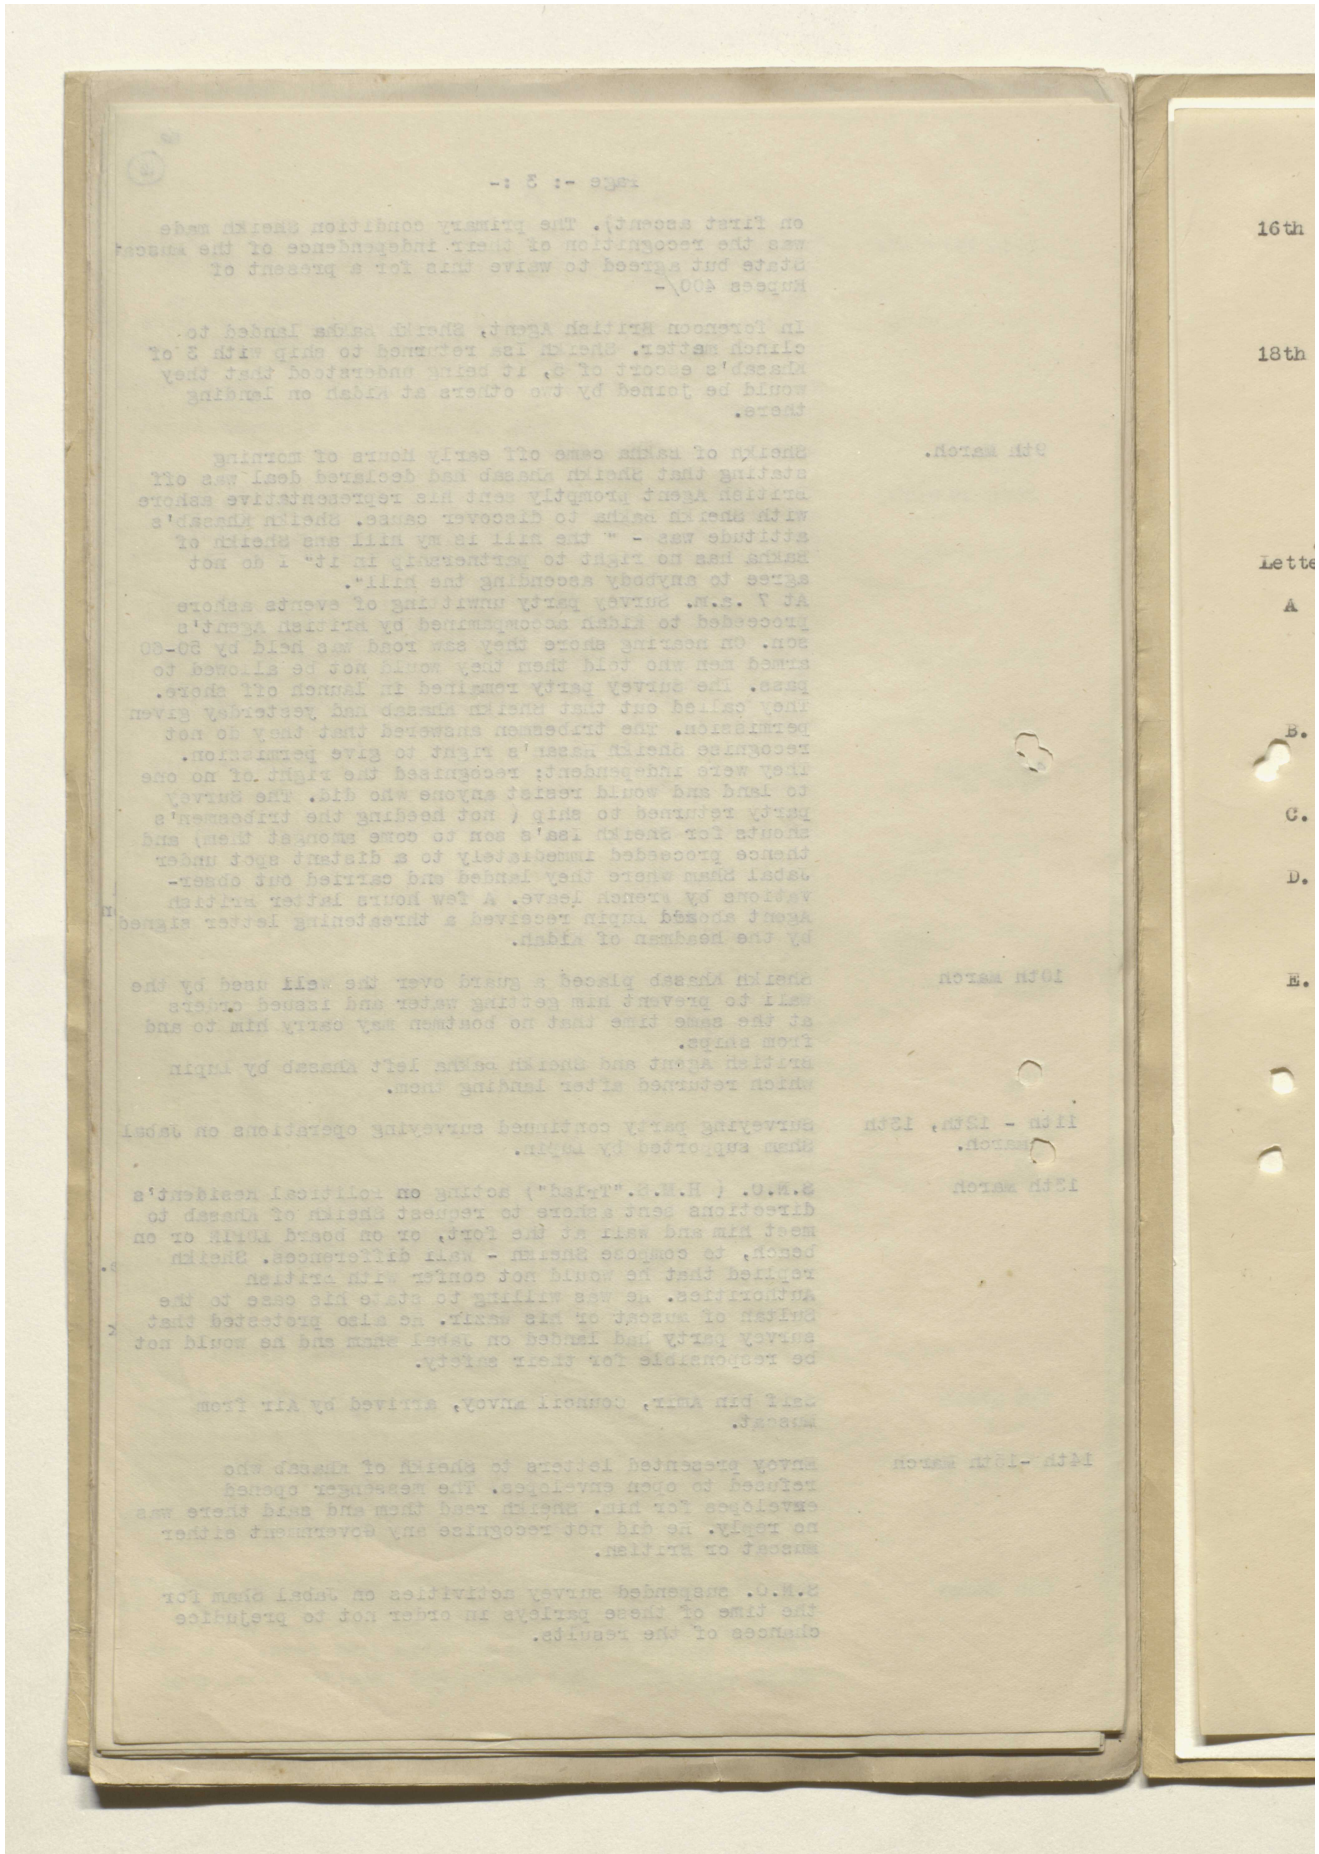 Page -: 3 :-
on first ascent). The primary condition Sheikh made
was the recognition of their independence of the Muscat
State but agreed to waive this for a present of
Rupees 400/-
In forenoon British Agent, Sheikh Bakha landed to
clinch matter. Sheikh Isa returned to ship with 3 of
Khasab's escort of 5, it being understood that they
would be joined by two others at Kidah on landing
there.
9th March.
Sheikh of Bakha came off early hours of morning
stating that Sheikh Khasab had declared deal was off
British Agent promptly sent his representative ashore
with Sheikh Bakha to discover cause. Sheikh Khasab's
attitude was - " the hill is my hill ans Sheikh of
Bakha has no right to partnership in it" I do not
agree to anybody ascending the hill".
At 7 .a.m. Survey party unwitting of events ashore
proceeded to Kidah accompanied by British Agent's
son. On nearing shore they saw road was held by 50-60
armed men who told them they would not be allowed to
pass. The Survey party remained in launch off shore.
They called out that Sheikh Khasab had yesterday given
permission. The tribesmen answered that they do not
recognise Sheikh Hasan's right to give permission.
They were independent; recognised the right of no one
to land and would resist anyone who did. The Survey
party returned to ship ( not heeding the tribesmen's
shouts for Sheikh Isa's son to come amongst them) and
thence proceeded immediately to a distant spot under
Jabal Sham where they landed and carried out obser-
vations by French leave. A few hours latter British
Agent aboard Lupin received a threatening letter signed
by the headman of Kidah.
10th March
Sheikh Khasab placed a guard over the well used by the
Wali to prevent him getting water and issued orders
at the same time that no boatmen may carry him to and
from ships.
British Agent and Sheikh Bakha left Khasab by Lupin
which returned after landing them.
11th - 12th, 13th
March.
Surveying party continued surveying operations on Jabal
Sham supported by Lupin.
13th March
S.N.O. ( H.M.S."Triad") acting on Political Resident's
directions sent ashore to request Sheikh of Khasab to
meet him and Wali at the fort, or on board LUPIN or on
beach, to compose Sheikh - Wali differences. Sheikh
replied that he would not confer with British
Authorities. He was willing to state his case to the
Sultan of Muscat or his Wazir. He also protested that
survey party had landed on Jabel Sham and he would not
be responsible for their safety.
Saif bin Amir, Council Envoy, arrived by Air from
Muscat.
14th -15th March
Envoy presented letters to Sheikh of Khasab who
refused to open envelopes. The messenger opened
envelopes for him. Sheikh read them and said there was
no reply. He did not recognise any Government either
Muscat or British.
S.N.O. suspended survey activities on Jabal Sham for
the time of these parleys in order not to prejudice
chances of the results.
16th
18th
Lette
A
B.
C.
D.
E.